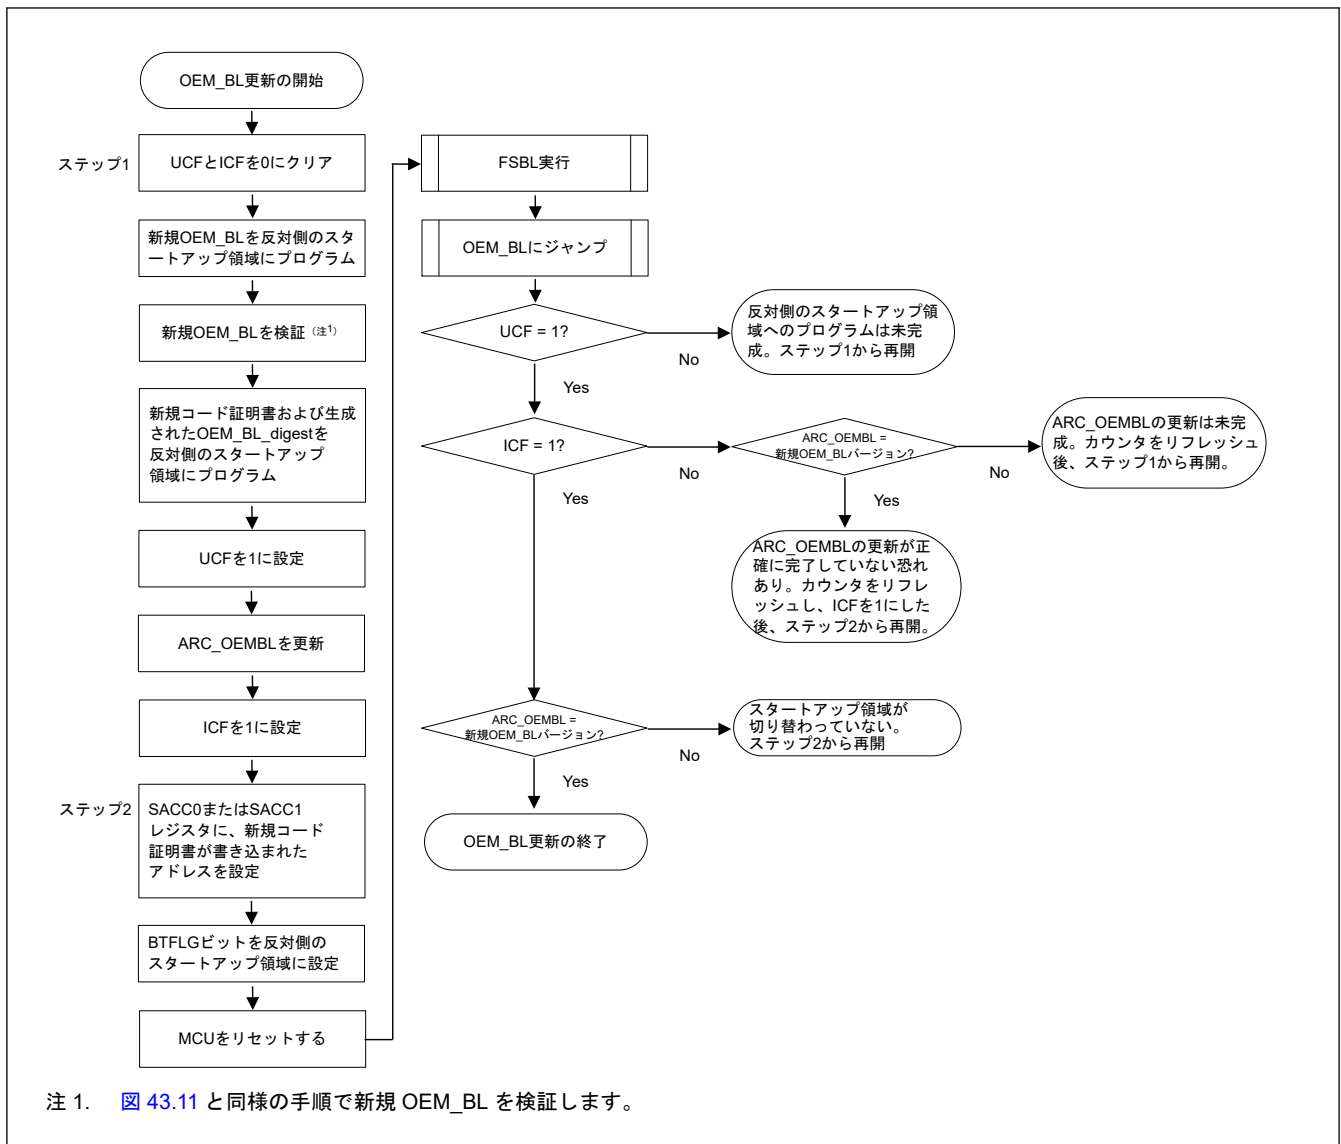 OEM_BL更新の開始
ステップ1
UCFとICFを0にクリア
新規OEM_BLを反対側のスタ
ートアップ領域にプログラム
新規OEM_BLを検証（注1）
新規コード証明書および生成
されたOEM_BL_digestを
反対側のスタートアップ
領域にプログラム
UCFを1に設定
ARC_OEMBLを更新
ICFを1に設定
ステップ2
SACC0またはSACC1
レジスタに、新規コード
証明書が書き込まれた
アドレスを設定
BTFLGビットを反対側の
スタートアップ領域に設定
MCUをリセットする
FSBL実行
OEM_BLにジャンプ
UCF = 1?
No
反対側のスタートアップ領
域へのプログラムは未完
成。ステップ1から再開
Yes
ICF = 1?
No
ARC_OEMBL =
新規OEM_BLバージョン?
No
ARC_OEMBLの更新は未完
成。カウンタをリフレッシュ
後、ステップ1から再開。
Yes
ARC_OEMBLの更新が正
確に完了していない恐れ
あり。カウンタをリフレ
ッシュし、ICFを1にした
後、ステップ2から再開。
Yes
ARC_OEMBL =
新規OEM_BLバージョン?
No
スタートアップ領域が
切り替わっていない。
ステップ2から再開
Yes
OEM_BL更新の終了
注 1. 図 43.11 と同様の手順で新規 OEM_BL を検証します。